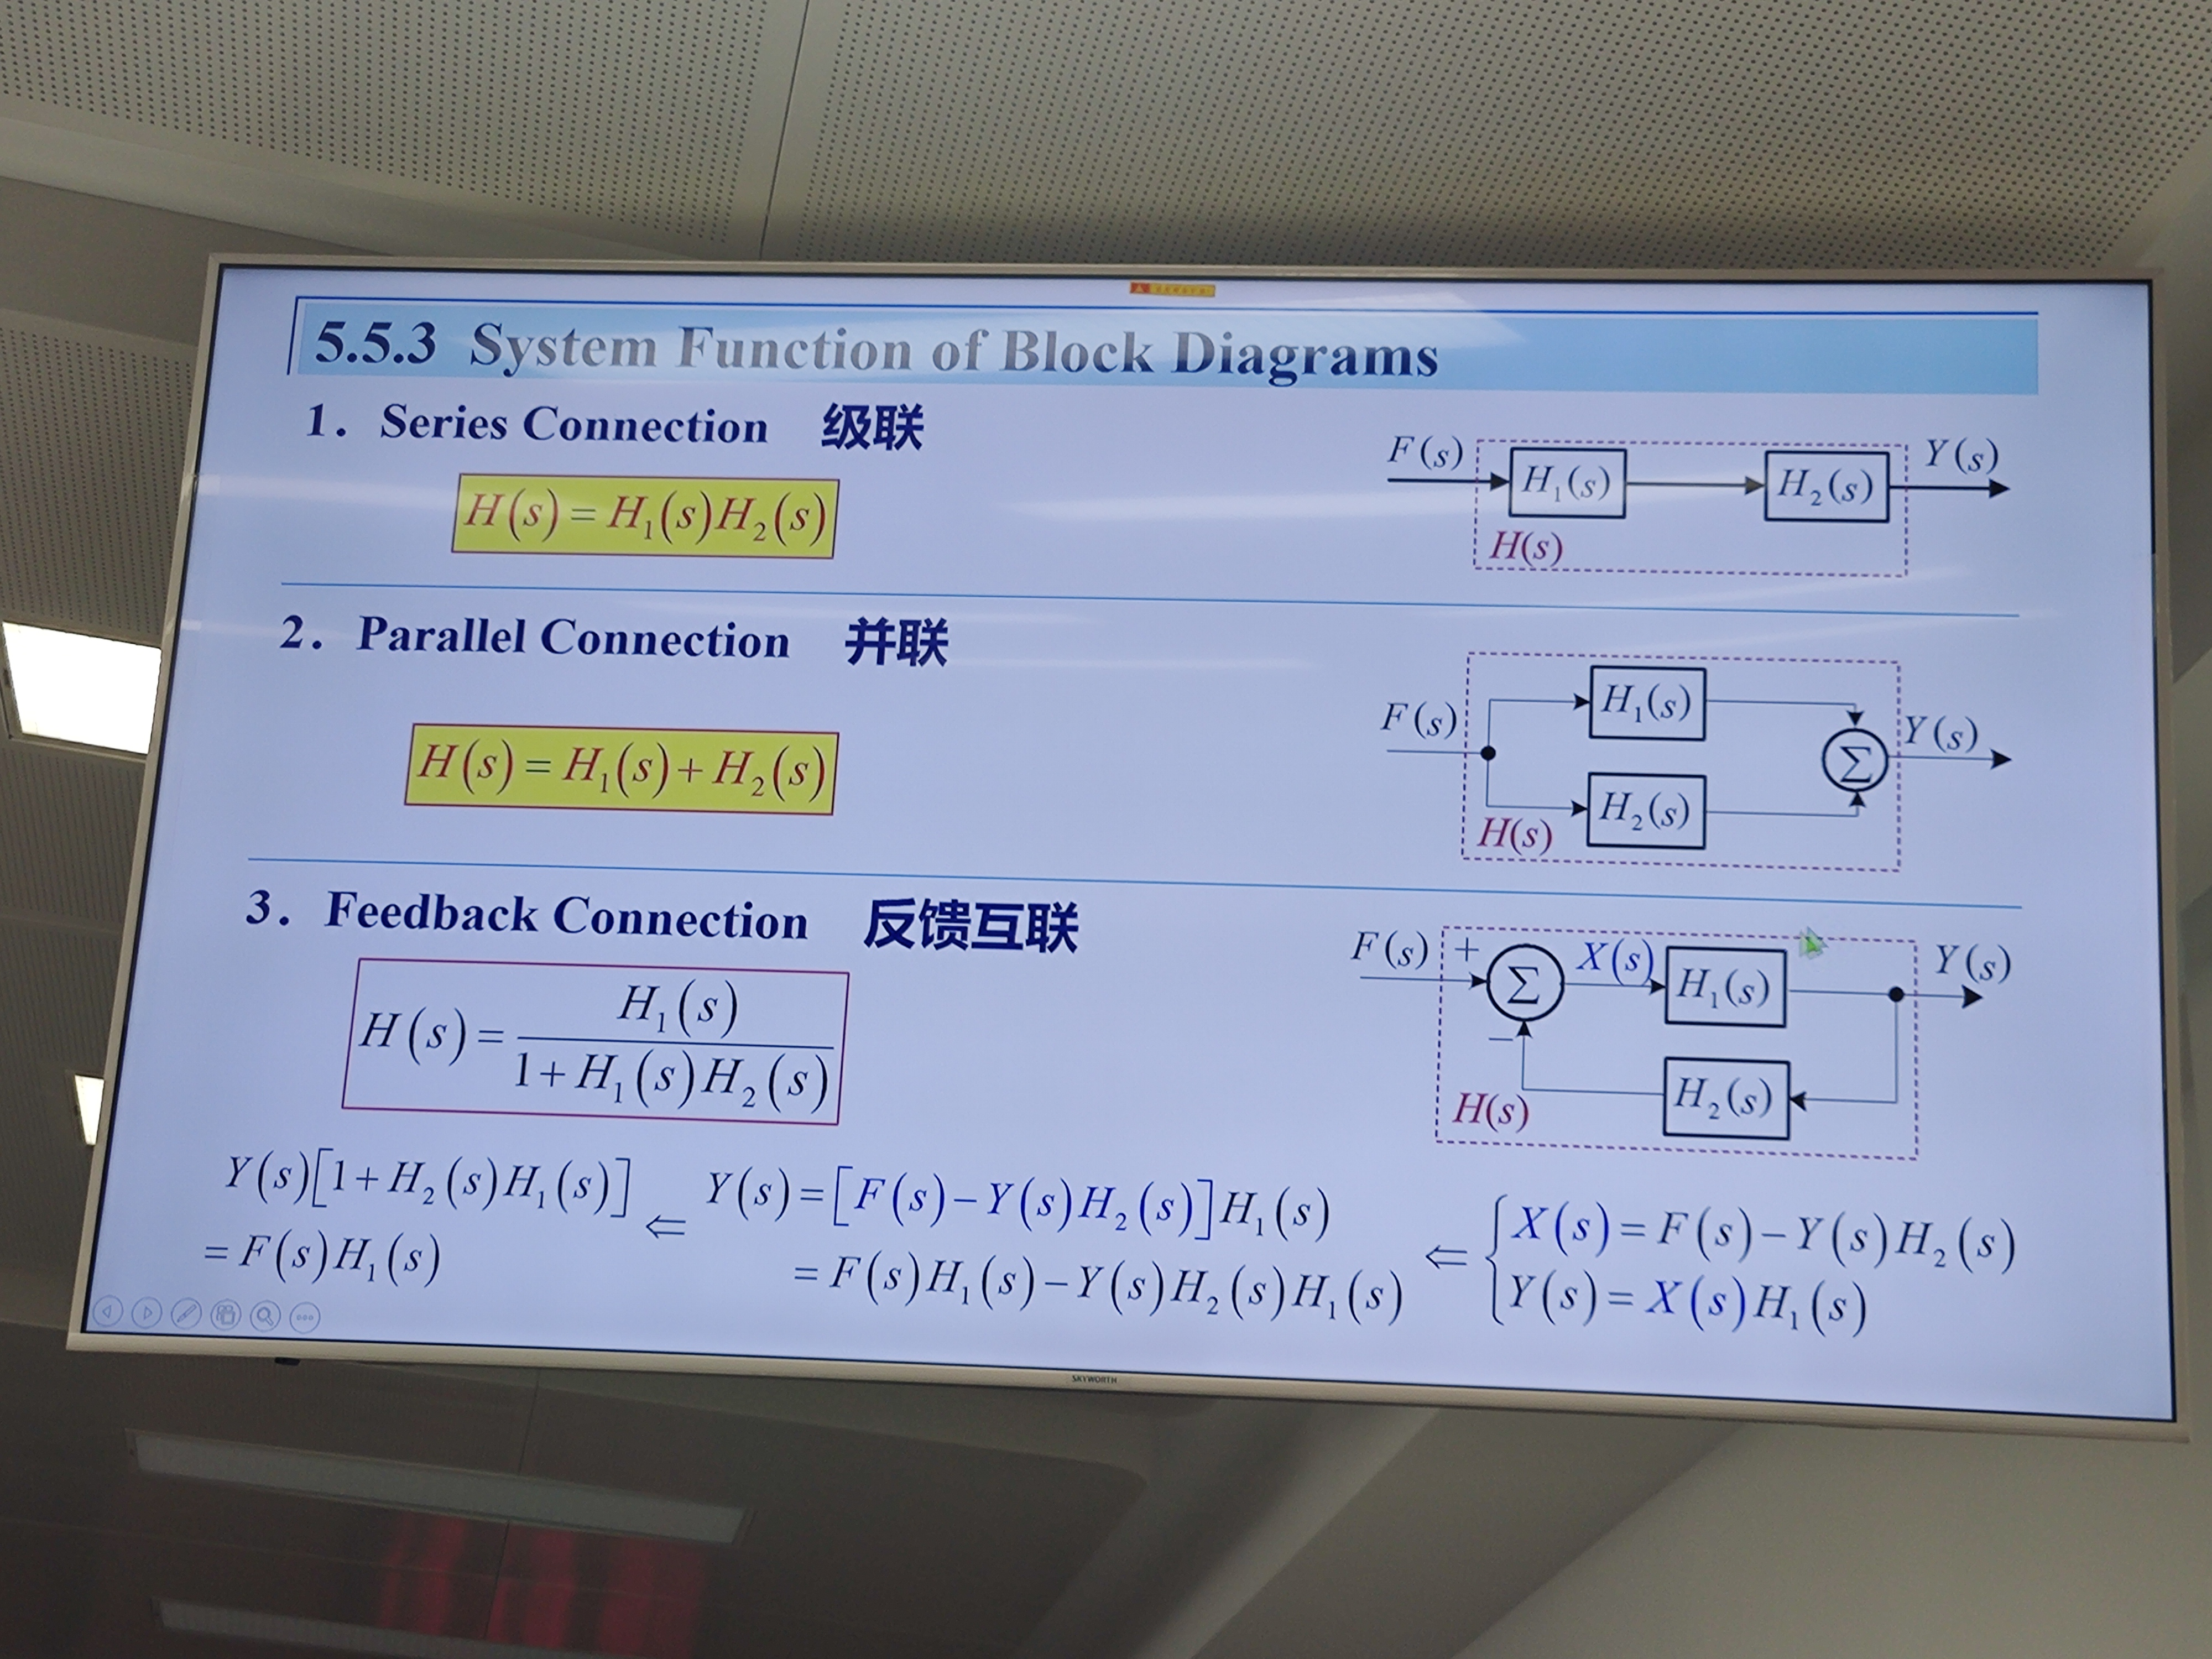 5.5.3 System Function of Block Diagrams
1. Series Connection 级联
H(s) = H₁(s)H₂(s)
F(s) H₁(s) H₂(s) Y(s)
H(s)
2. Parallel Connection 并联
H(s) = H₁(s) + H₂(s)
H₁(s)
F(s) Σ Y(s)
H₂(s)
H(s)
3. Feedback Connection 反馈互联
H(s) = H₁(s) / (1 + H₁(s)H₂(s))
F(s) + Σ X(s) H₁(s) Y(s)
−
H₂(s)
H(s)
Y(s)[1 + H₂(s)H₁(s)]
= F(s)H₁(s)
⇐
Y(s) = [F(s) − Y(s)H₂(s)]H₁(s)
= F(s)H₁(s) − Y(s)H₂(s)H₁(s)
⇐
{ X(s) = F(s) − Y(s)H₂(s)
Y(s) = X(s)H₁(s)
SKYWORTH